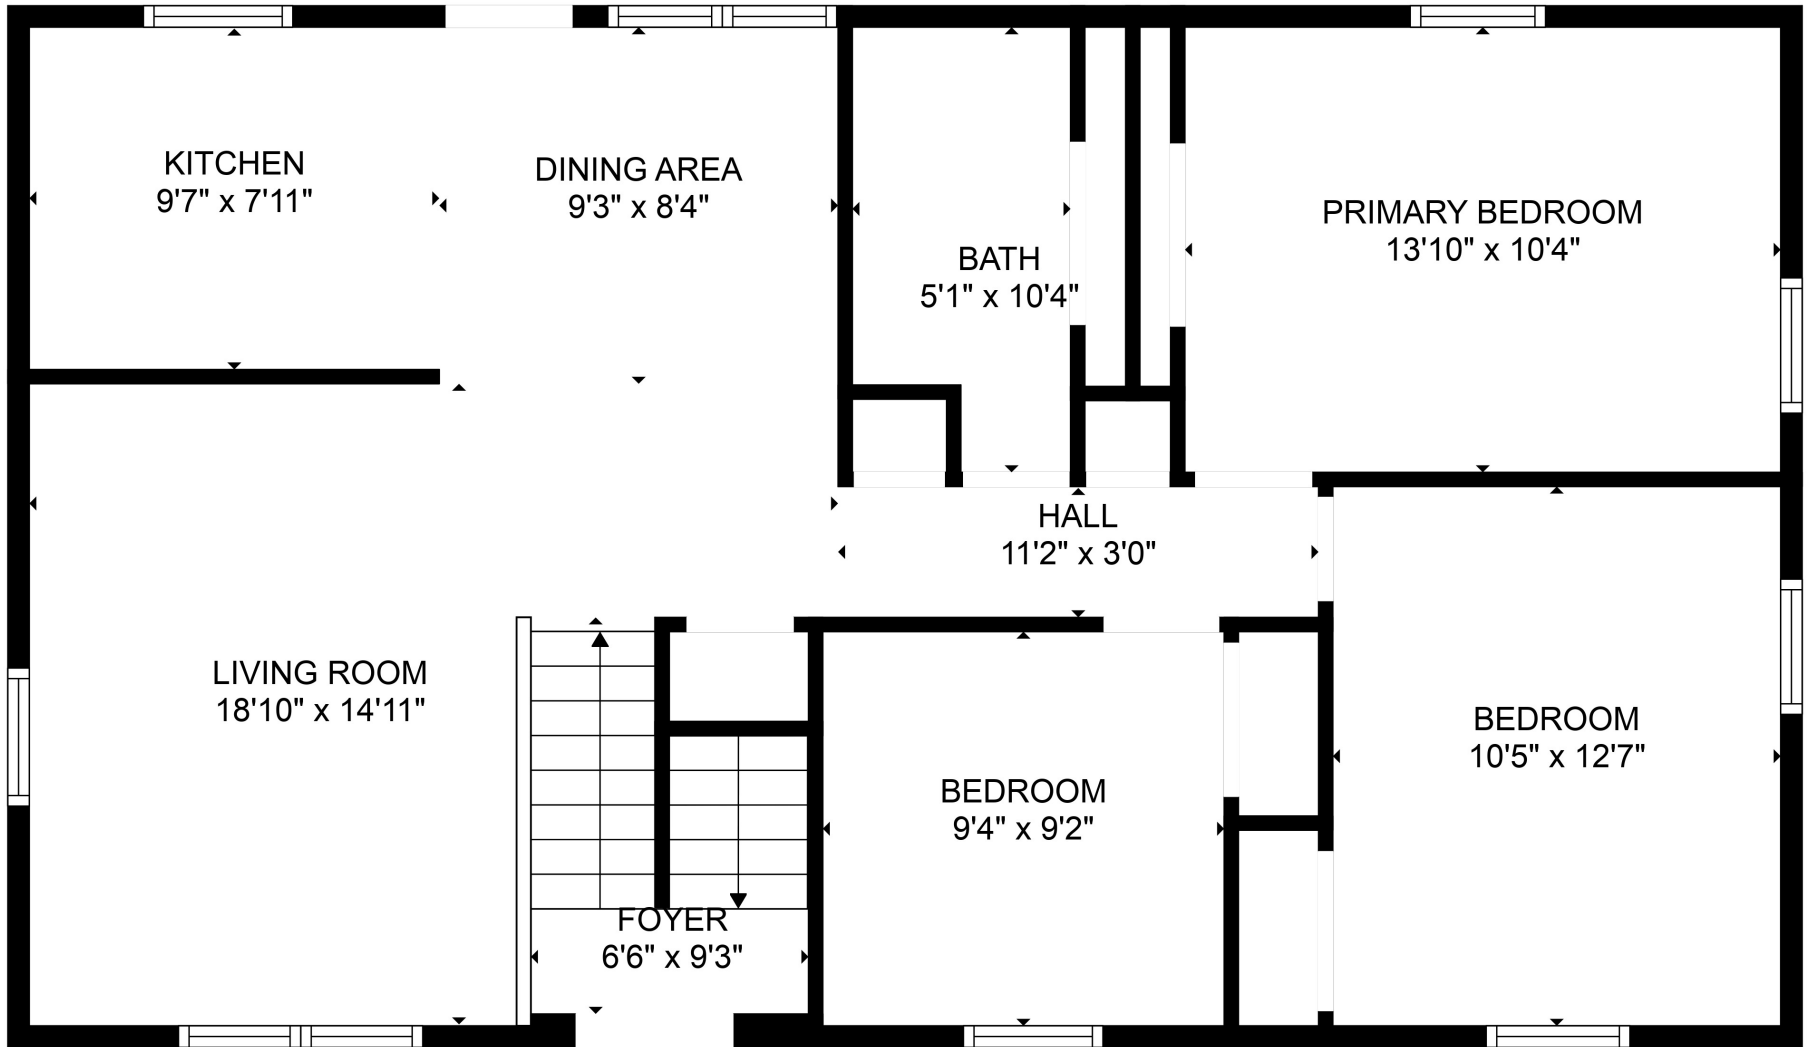 KITCHEN
9'7" x 7'11"
DINING AREA
9'3" x 8'4"
BATH
5'1" x 10'4"
PRIMARY BEDROOM
13'10" x 10'4"
HALL
11'2" x 3'0"
LIVING ROOM
18'10" x 14'11"
BEDROOM
9'4" x 9'2"
BEDROOM
10'5" x 12'7"
FOYER
6'6" x 9'3"